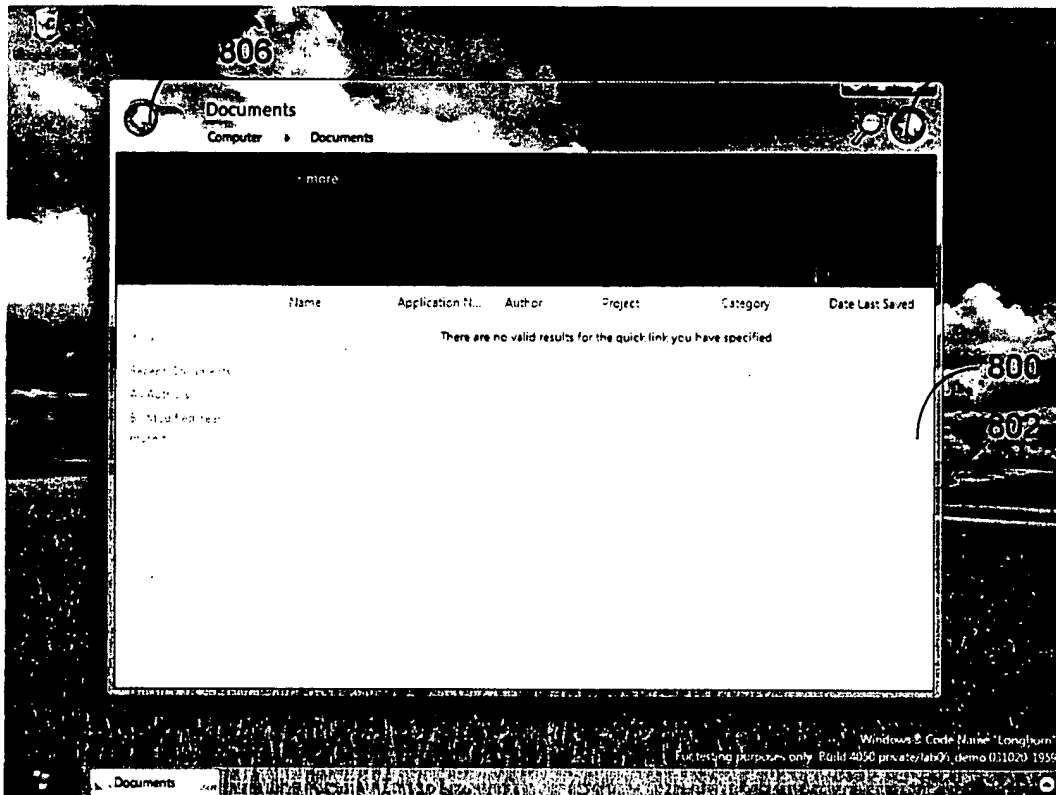 806
Documents
Computer ▸ Documents
more
Name Application N... Author Project Category Date Last Saved
There are no valid results for the quick link you have specified
Recent Documents
800
802
Windows ® Code Name "Longhorn"
For testing purposes only. Build 4050.private/lab06_demo.031020-1959
Documents